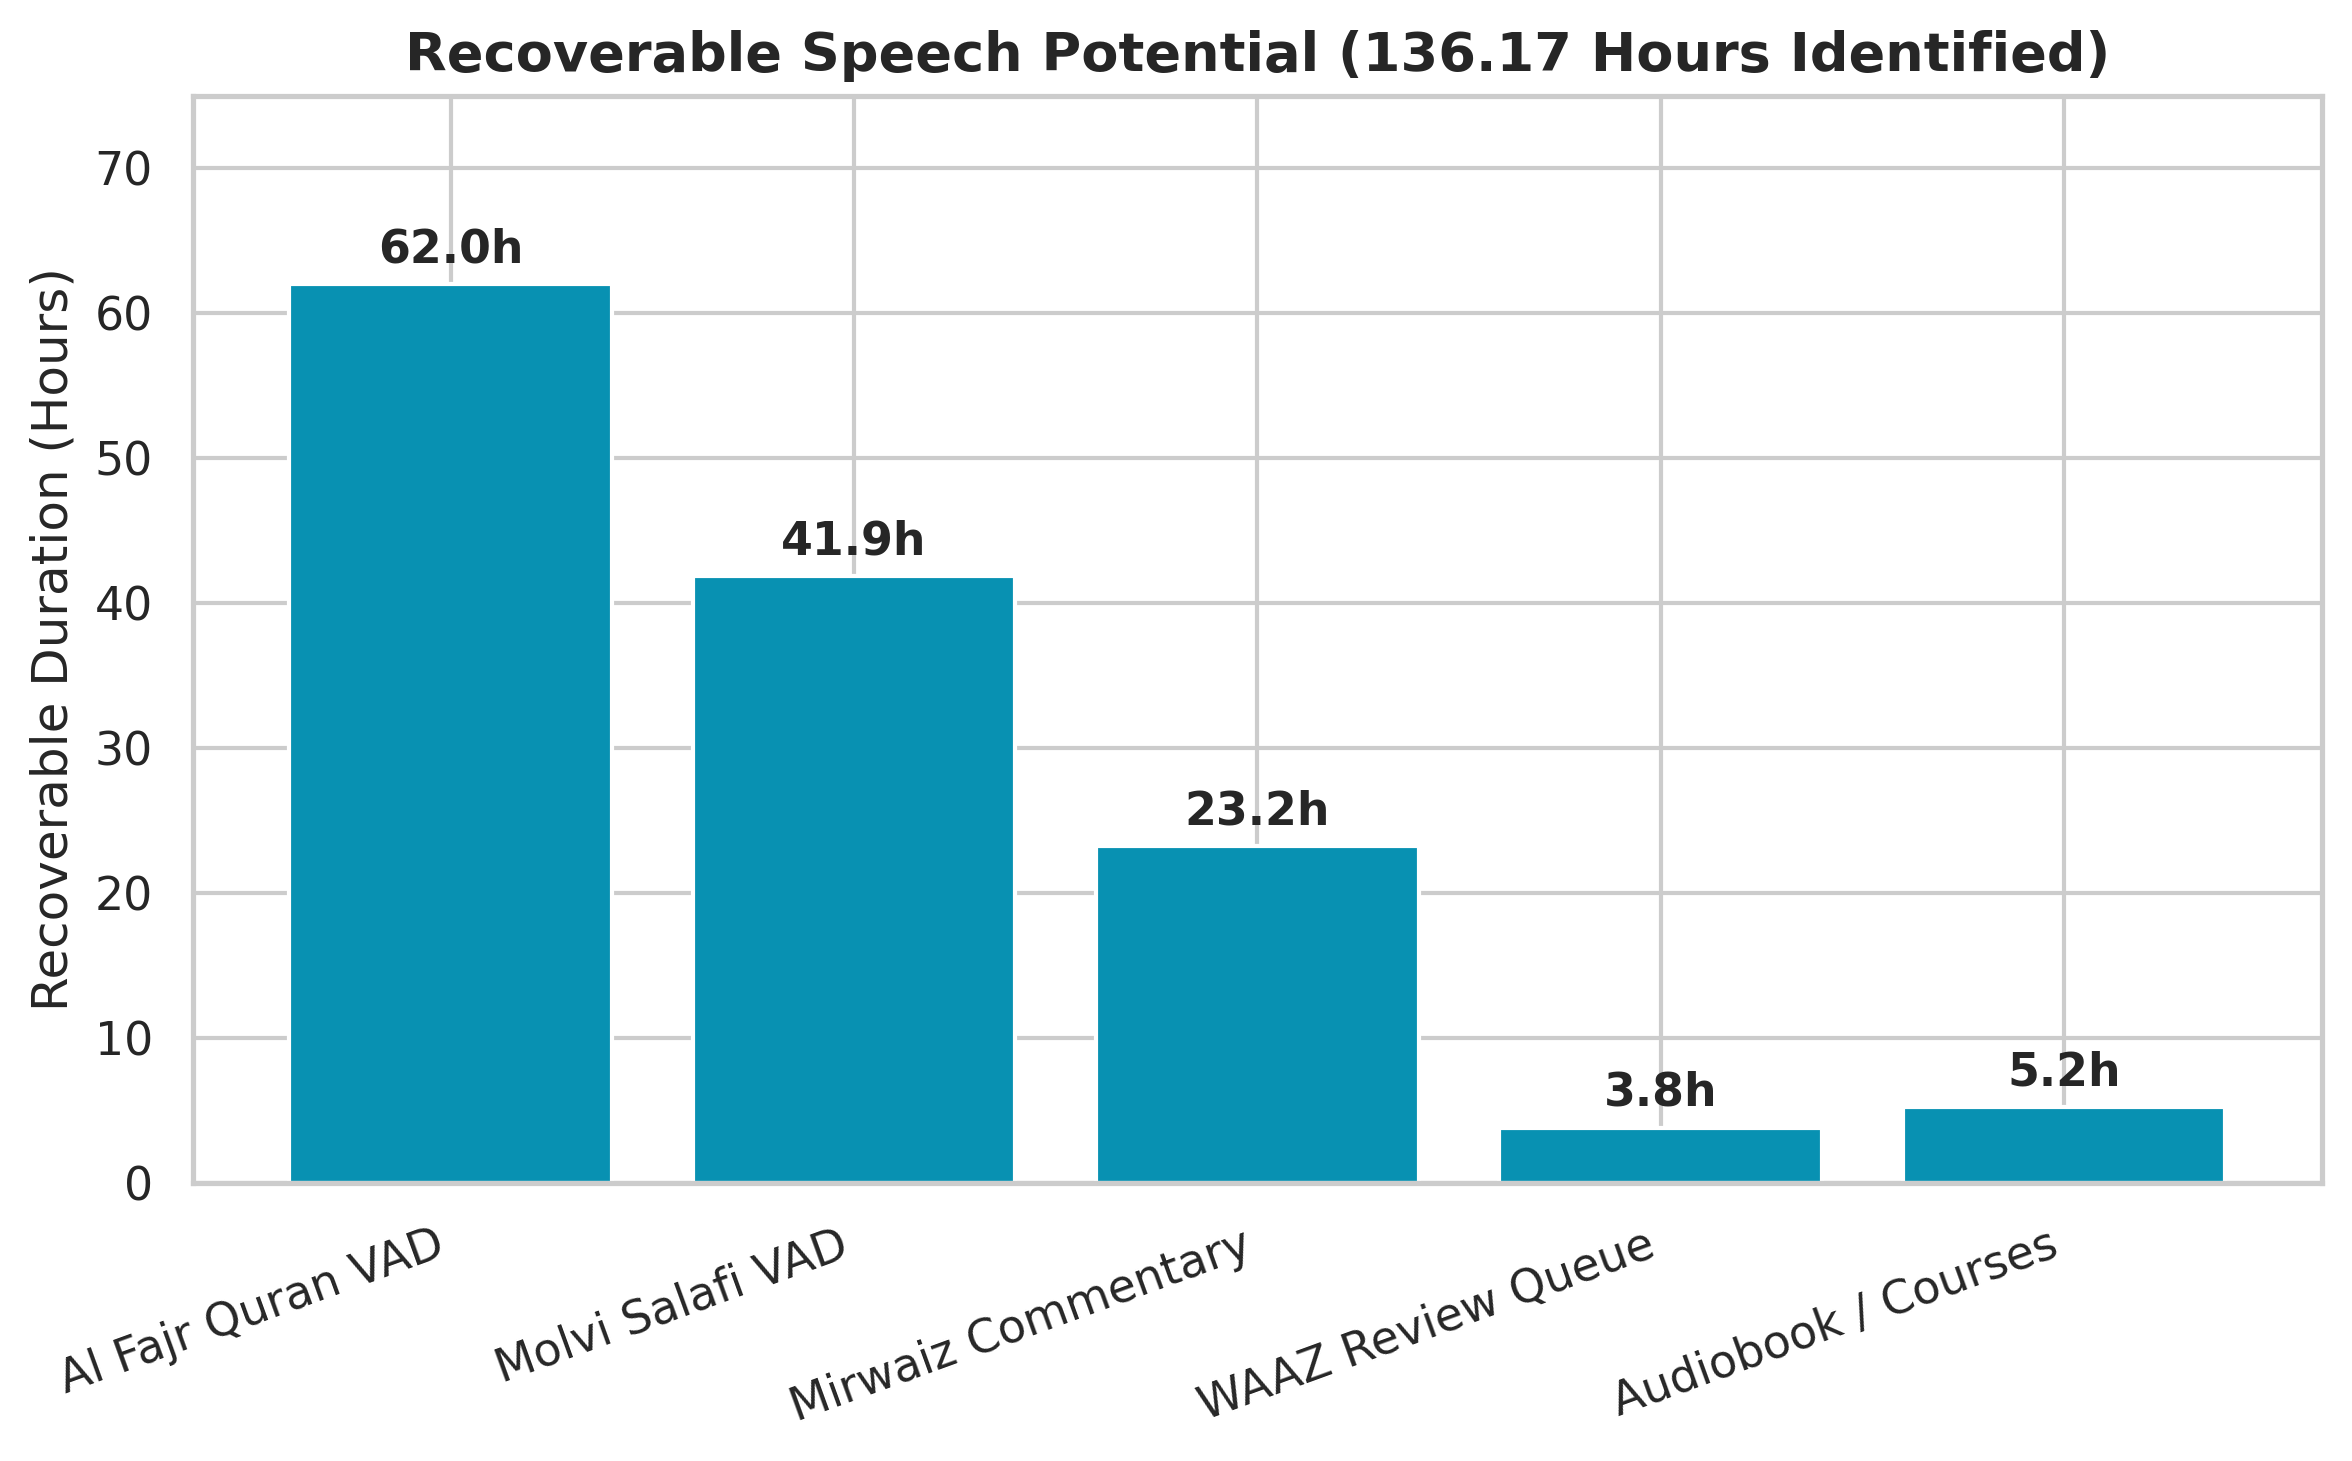 Recoverable Speech Potential (136.17 Hours Identified)
Recoverable Duration (Hours)
70
60
50
40
30
20
10
0
62.0h
41.9h
23.2h
3.8h
5.2h
Al Fajr Quran VAD
Molvi Salafi VAD
Mirwaiz Commentary
WAAZ Review Queue
Audiobook / Courses